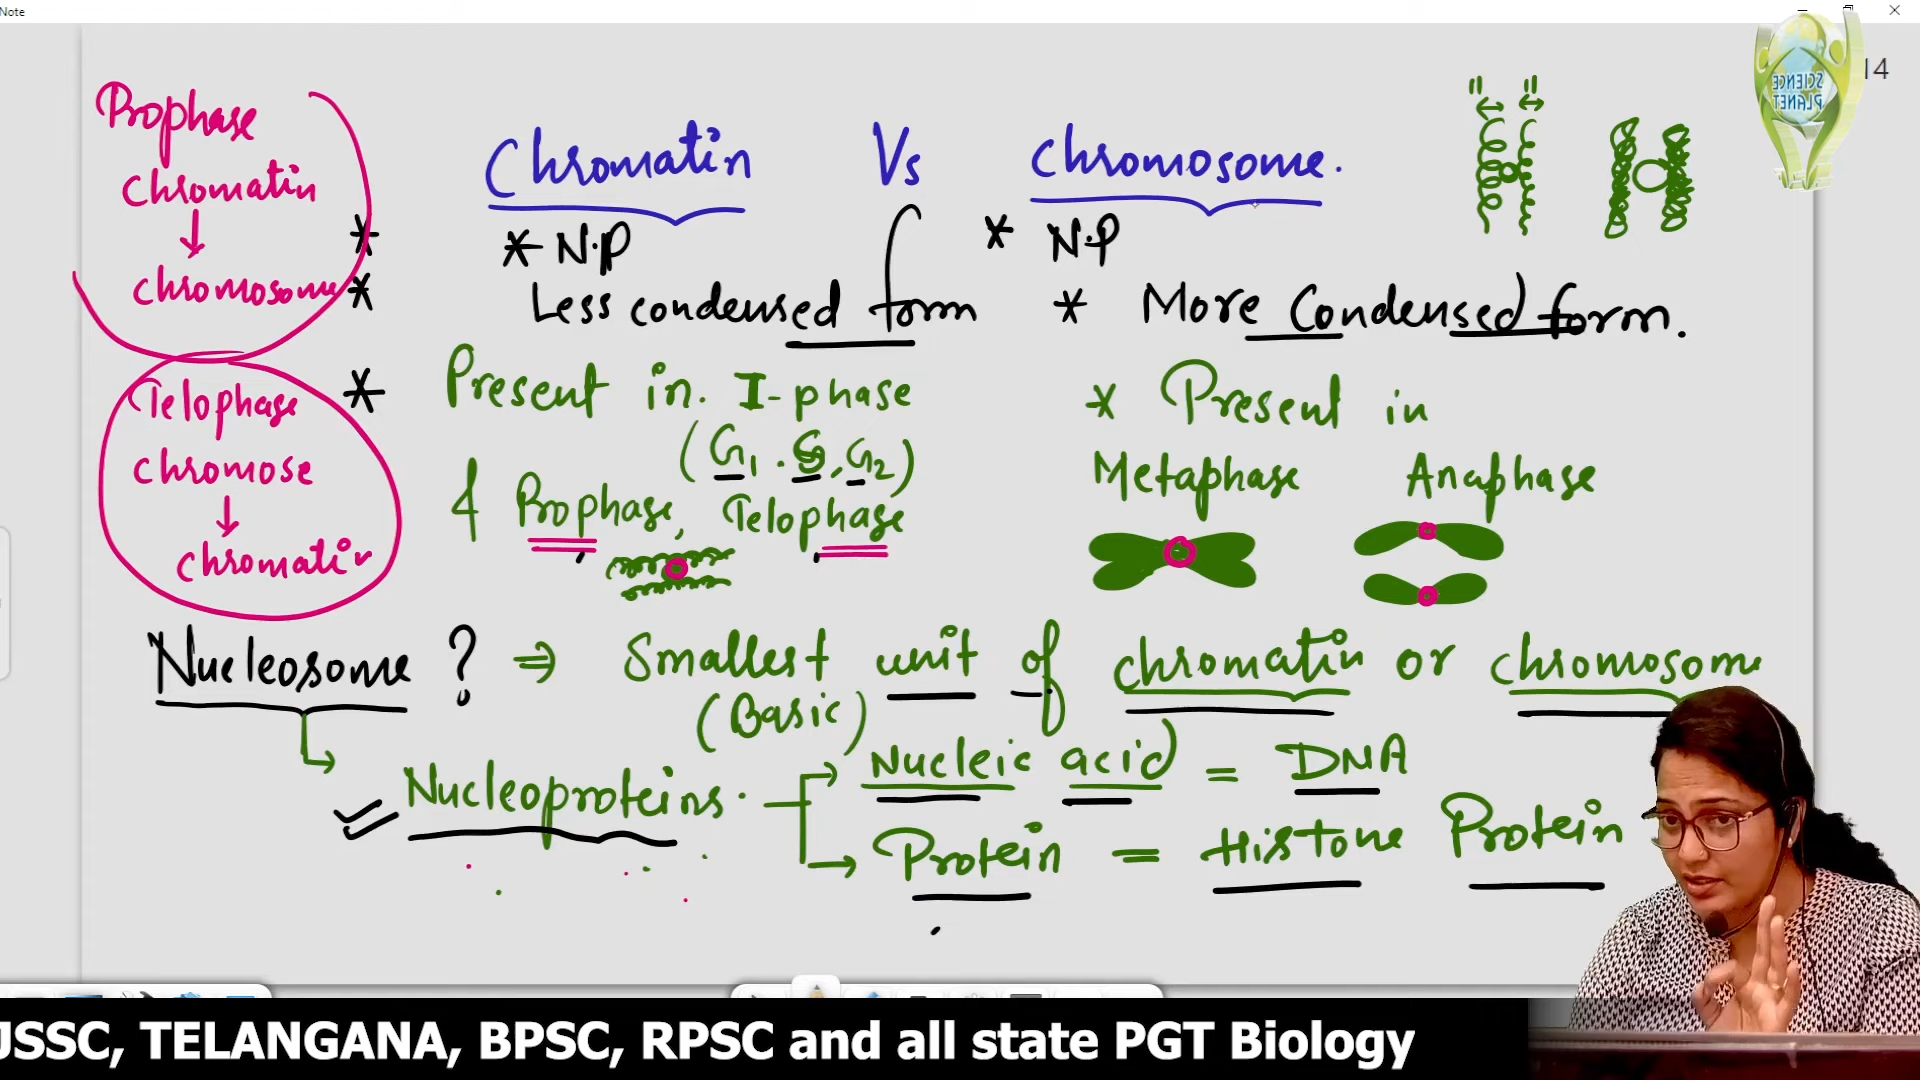 Note
14
SCIENCE
PLANET
Prophase
Chromatin
↓
chromosome
Telophase
chromose
↓
chromatin
Chromatin Vs Chromosome.
* N.P
Less condensed form
* Present in. I-phase
(G1 . S, G2)
& Prophase, Telophase
* N.P
* More Condensed form.
* Present in
Metaphase Anaphase
Nucleosome ? ⇒ Smallest unit of chromatin or chromosome
(Basic)
Nucleoproteins. → Nucleic acid = DNA
→ Protein = Histone Protein
JSSC, TELANGANA, BPSC, RPSC and all state PGT Biology